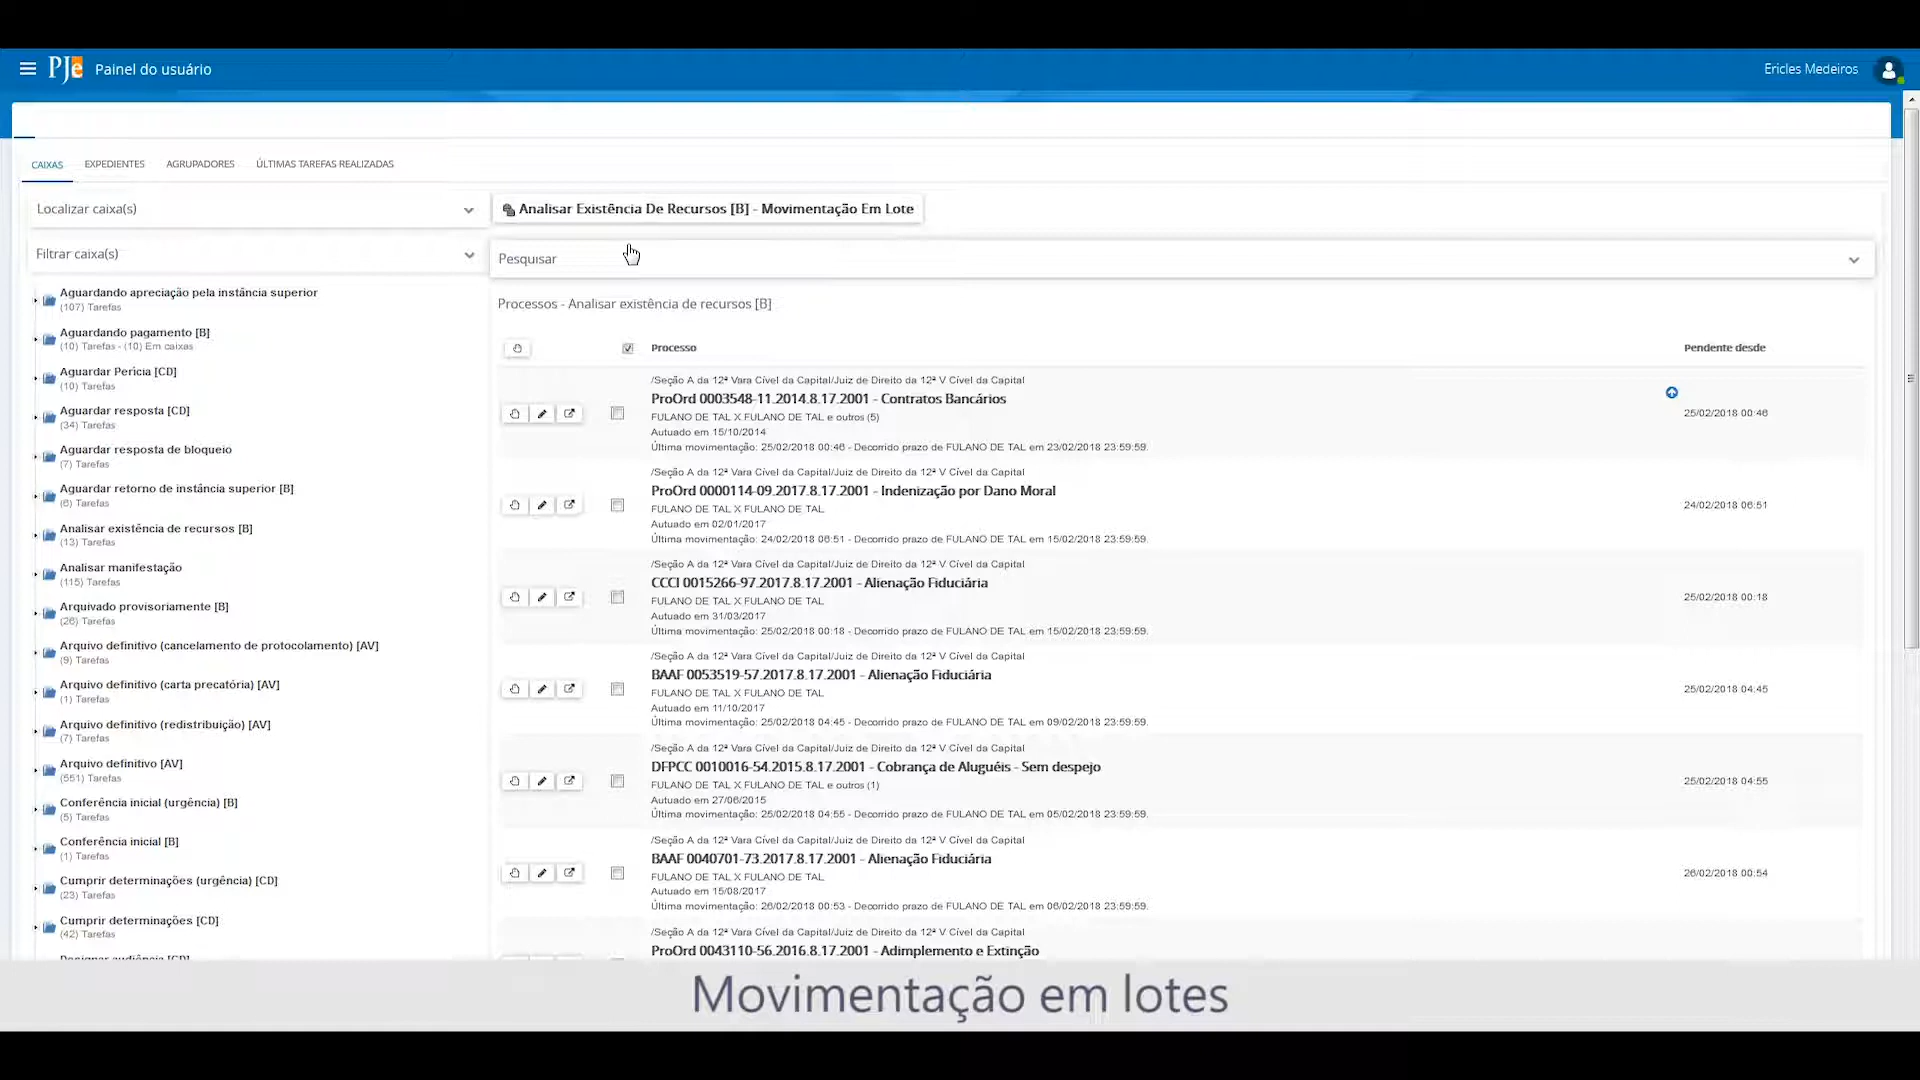 PJe Painel do usuário
Ericles Medeiros
CAIXAS EXPEDIENTES AGRUPADORES ÚLTIMAS TAREFAS REALIZADAS
Localizar caixa(s)
Filtrar caixa(s)
Aguardando apreciação pela instância superior
(107) Tarefas
Aguardando pagamento [B]
(10) Tarefas - (10) Em caixas
Aguardar Perícia [CD]
(10) Tarefas
Aguardar resposta [CD]
(34) Tarefas
Aguardar resposta de bloqueio
(7) Tarefas
Aguardar retorno de instância superior [B]
(6) Tarefas
Analisar existência de recursos [B]
(13) Tarefas
Analisar manifestação
(115) Tarefas
Arquivado provisoriamente [B]
(26) Tarefas
Arquivo definitivo (cancelamento de protocolamento) [AV]
(9) Tarefas
Arquivo definitivo (carta precatória) [AV]
(1) Tarefas
Arquivo definitivo (redistribuição) [AV]
(7) Tarefas
Arquivo definitivo [AV]
(551) Tarefas
Conferência inicial (urgência) [B]
(5) Tarefas
Conferência inicial [B]
(1) Tarefas
Cumprir determinações (urgência) [CD]
(23) Tarefas
Cumprir determinações [CD]
(42) Tarefas
Designar audiência [CD]
Analisar Existência De Recursos [B] - Movimentação Em Lote
Pesquisar
Processos - Analisar existência de recursos [B]
Processo Pendente desde
/Seção A da 12ª Vara Cível da Capital/Juiz de Direito da 12ª V Cível da Capital
ProOrd 0003548-11.2014.8.17.2001 - Contratos Bancários
FULANO DE TAL X FULANO DE TAL e outros (5)
Autuado em 15/10/2014
Última movimentação: 25/02/2018 00:46 - Decorrido prazo de FULANO DE TAL em 23/02/2018 23:59:59.
25/02/2018 00:46
/Seção A da 12ª Vara Cível da Capital/Juiz de Direito da 12ª V Cível da Capital
ProOrd 0000114-09.2017.8.17.2001 - Indenização por Dano Moral
FULANO DE TAL X FULANO DE TAL
Autuado em 02/01/2017
Última movimentação: 24/02/2018 06:51 - Decorrido prazo de FULANO DE TAL em 15/02/2018 23:59:59.
24/02/2018 06:51
/Seção A da 12ª Vara Cível da Capital/Juiz de Direito da 12ª V Cível da Capital
CCCI 0015266-97.2017.8.17.2001 - Alienação Fiduciária
FULANO DE TAL X FULANO DE TAL
Autuado em 31/03/2017
Última movimentação: 25/02/2018 00:18 - Decorrido prazo de FULANO DE TAL em 15/02/2018 23:59:59.
25/02/2018 00:18
/Seção A da 12ª Vara Cível da Capital/Juiz de Direito da 12ª V Cível da Capital
BAAF 0053519-57.2017.8.17.2001 - Alienação Fiduciária
FULANO DE TAL X FULANO DE TAL
Autuado em 11/10/2017
Última movimentação: 25/02/2018 04:45 - Decorrido prazo de FULANO DE TAL em 09/02/2018 23:59:59.
25/02/2018 04:45
/Seção A da 12ª Vara Cível da Capital/Juiz de Direito da 12ª V Cível da Capital
DFPCC 0010016-54.2015.8.17.2001 - Cobrança de Aluguéis - Sem despejo
FULANO DE TAL X FULANO DE TAL e outros (1)
Autuado em 27/06/2015
Última movimentação: 25/02/2018 04:55 - Decorrido prazo de FULANO DE TAL em 05/02/2018 23:59:59.
25/02/2018 04:55
/Seção A da 12ª Vara Cível da Capital/Juiz de Direito da 12ª V Cível da Capital
BAAF 0040701-73.2017.8.17.2001 - Alienação Fiduciária
FULANO DE TAL X FULANO DE TAL
Autuado em 15/08/2017
Última movimentação: 26/02/2018 00:53 - Decorrido prazo de FULANO DE TAL em 06/02/2018 23:59:59.
26/02/2018 00:54
/Seção A da 12ª Vara Cível da Capital/Juiz de Direito da 12ª V Cível da Capital
ProOrd 0043110-56.2016.8.17.2001 - Adimplemento e Extinção
Movimentação em lotes